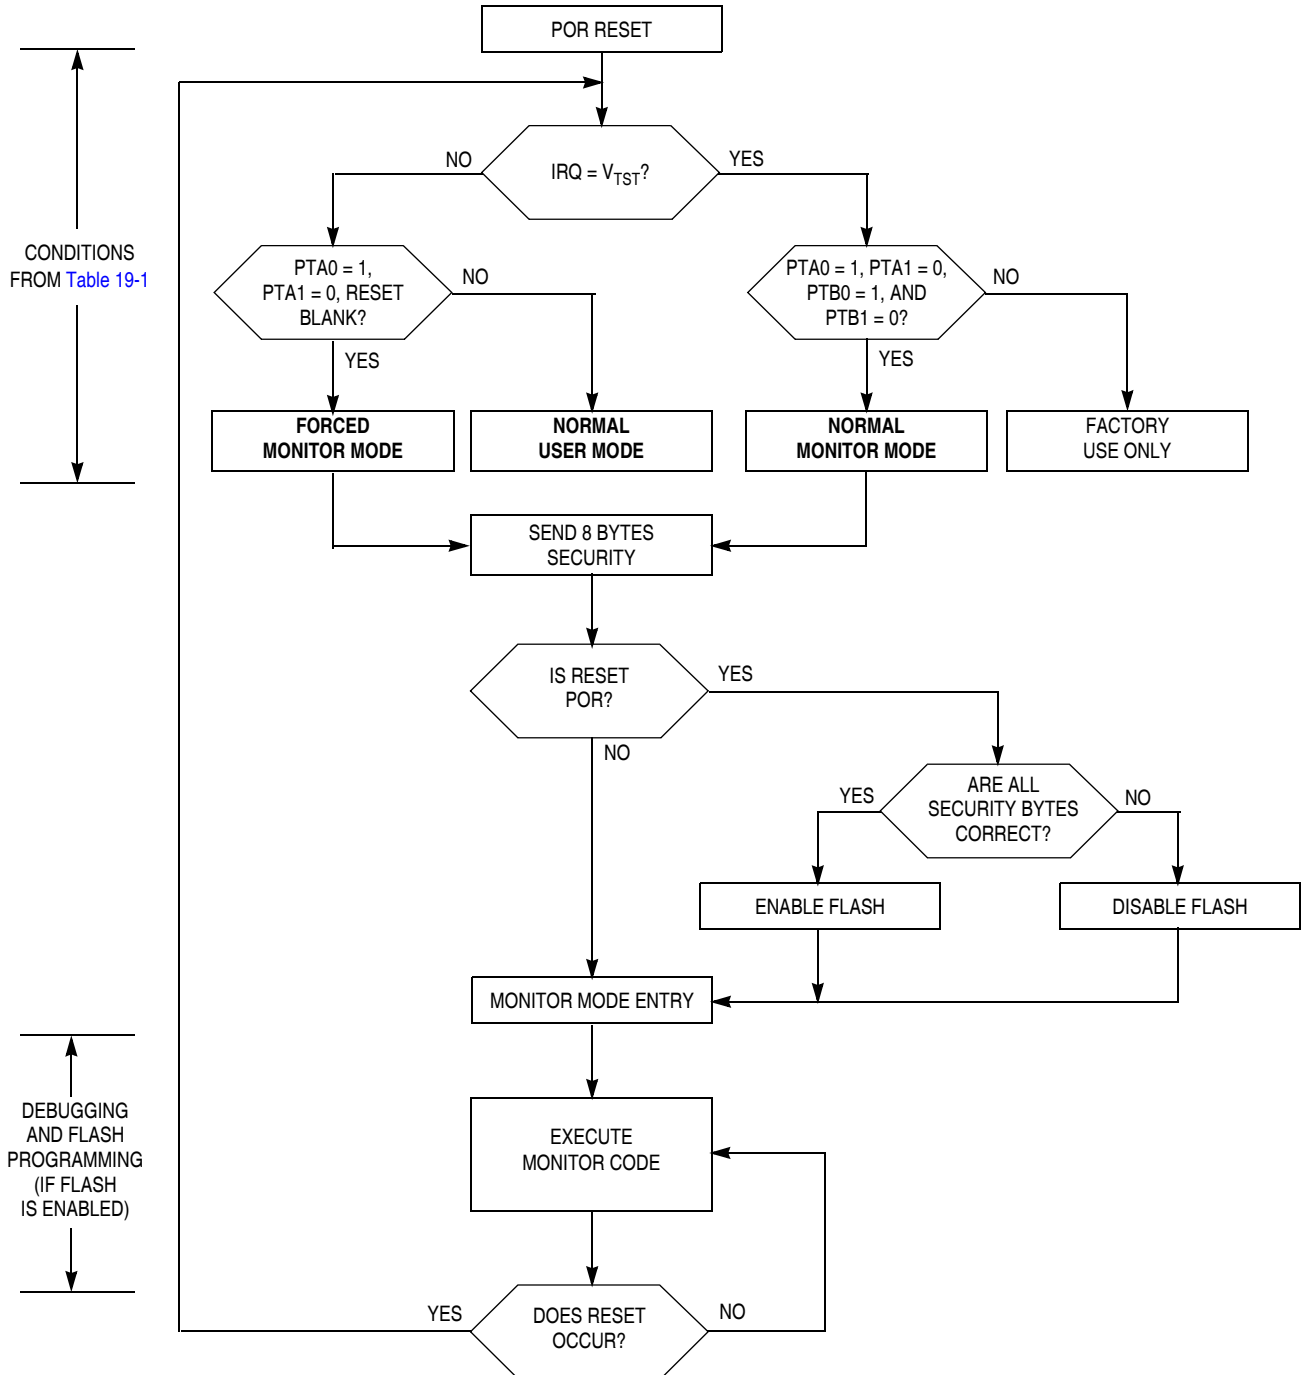 POR RESET
NO
IRQ = VTST?
YES
CONDITIONS
FROM Table 19-1
PTA0 = 1,
PTA1 = 0, RESET
BLANK?
NO
YES
PTA0 = 1, PTA1 = 0,
PTB0 = 1, AND
PTB1 = 0?
NO
YES
FORCED
MONITOR MODE
NORMAL
USER MODE
NORMAL
MONITOR MODE
FACTORY
USE ONLY
SEND 8 BYTES
SECURITY
IS RESET
POR?
YES
NO
ARE ALL
SECURITY BYTES
CORRECT?
YES
NO
ENABLE FLASH
DISABLE FLASH
MONITOR MODE ENTRY
DEBUGGING
AND FLASH
PROGRAMMING
(IF FLASH
IS ENABLED)
EXECUTE
MONITOR CODE
YES
DOES RESET
OCCUR?
NO